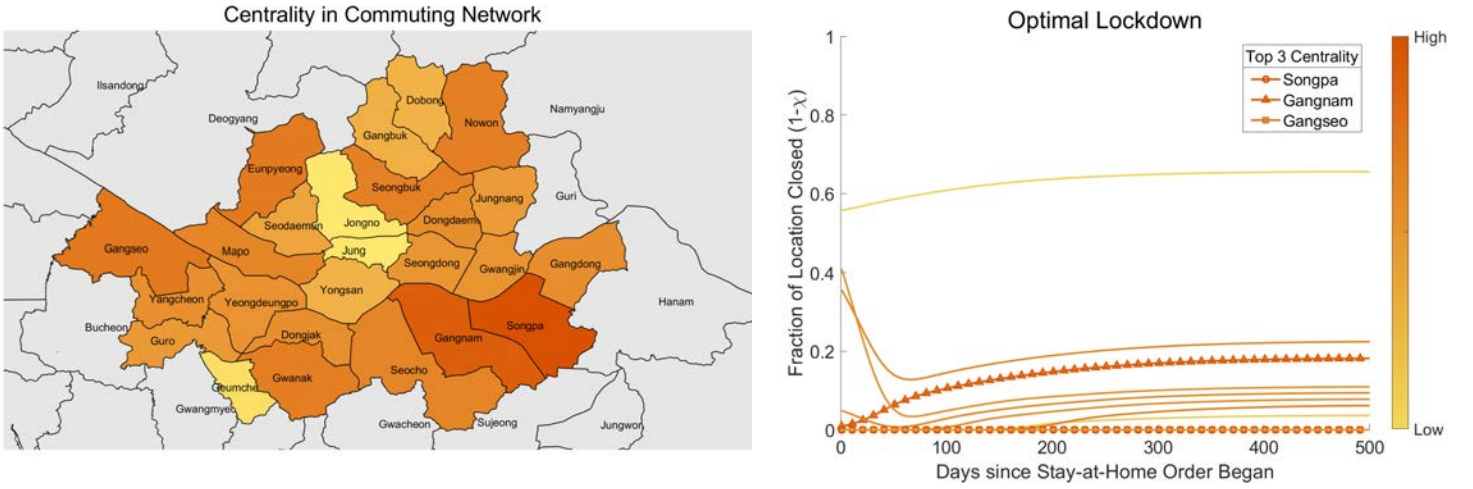 Centrality in Commuting Network
Ilsandong
Dobong
Namyangju
Deogyang
Nowon
Gangbuk
Eunpyeong
Seongbuk
Jungnang
Guri
Dongdaem
Seodaemun
Jongno
Gangseo
Mapo
Jung
Seongdong
Gwangjin
Gangdong
Yangcheon
Yeongdeungpo
Yongsan
Hanam
Bucheon
Songpa
Guro
Dongjak
Gangnam
Geumche
Gwanak
Seocho
Gwangmyeo
Gwacheon
Sujeong
Jungwon
Optimal Lockdown
Fraction of Location Closed (1-χ)
1
0.8
0.6
0.4
0.2
0
Top 3 Centrality
Songpa
Gangnam
Gangseo
0 100 200 300 400 500
Days since Stay-at-Home Order Began
High
Low